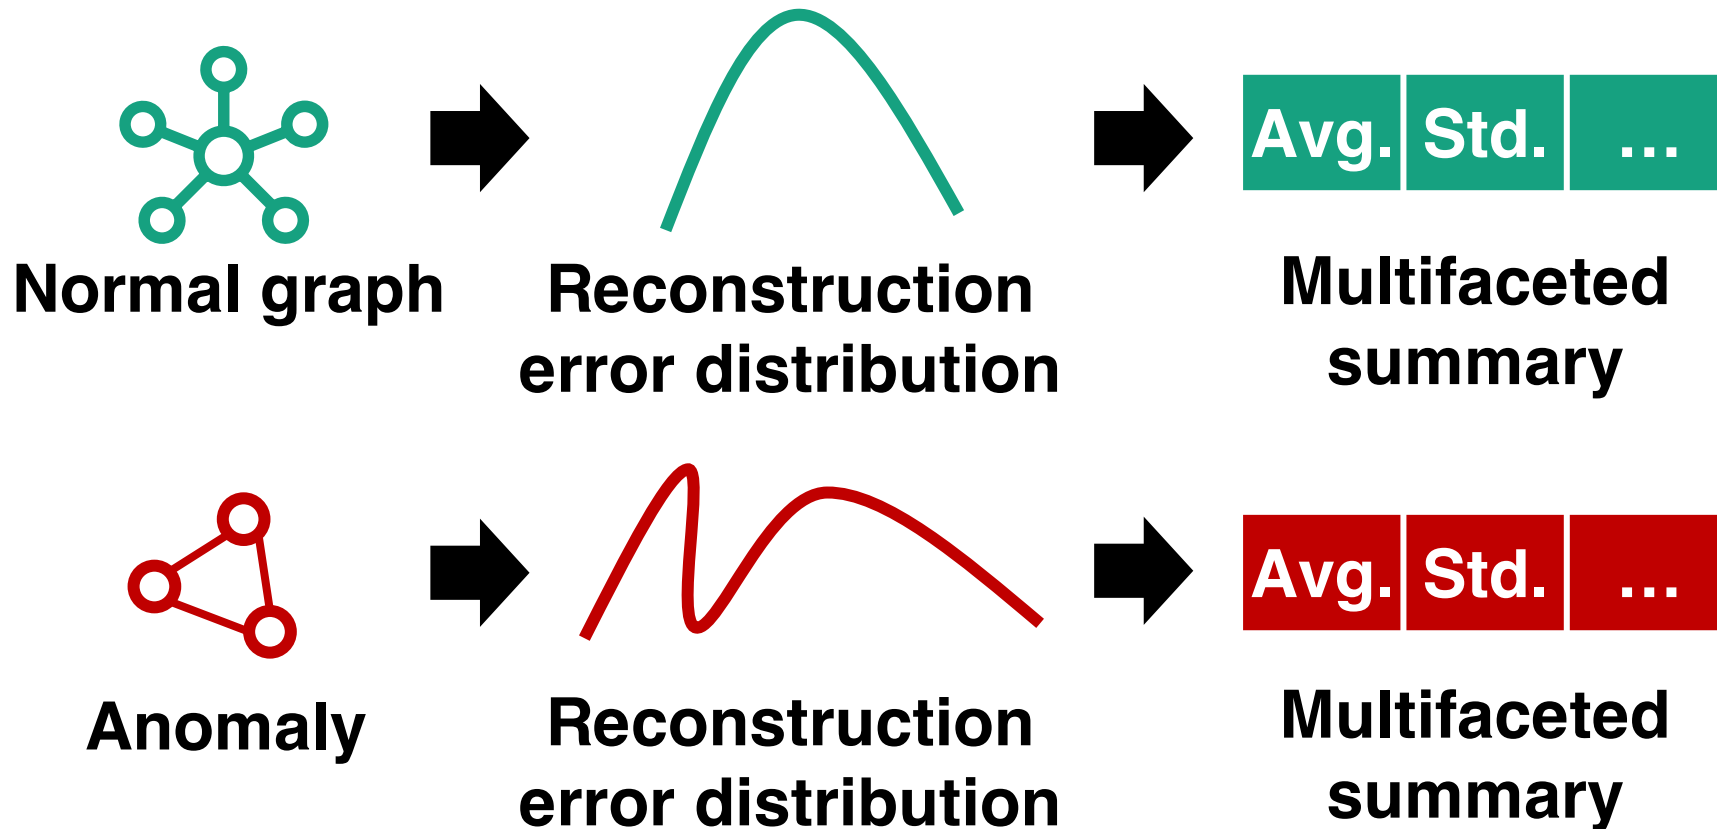 Avg. Std. ...
Normal graph
Reconstruction
error distribution
Multifaceted
summary
Avg. Std. ...
Anomaly
Reconstruction
error distribution
Multifaceted
summary